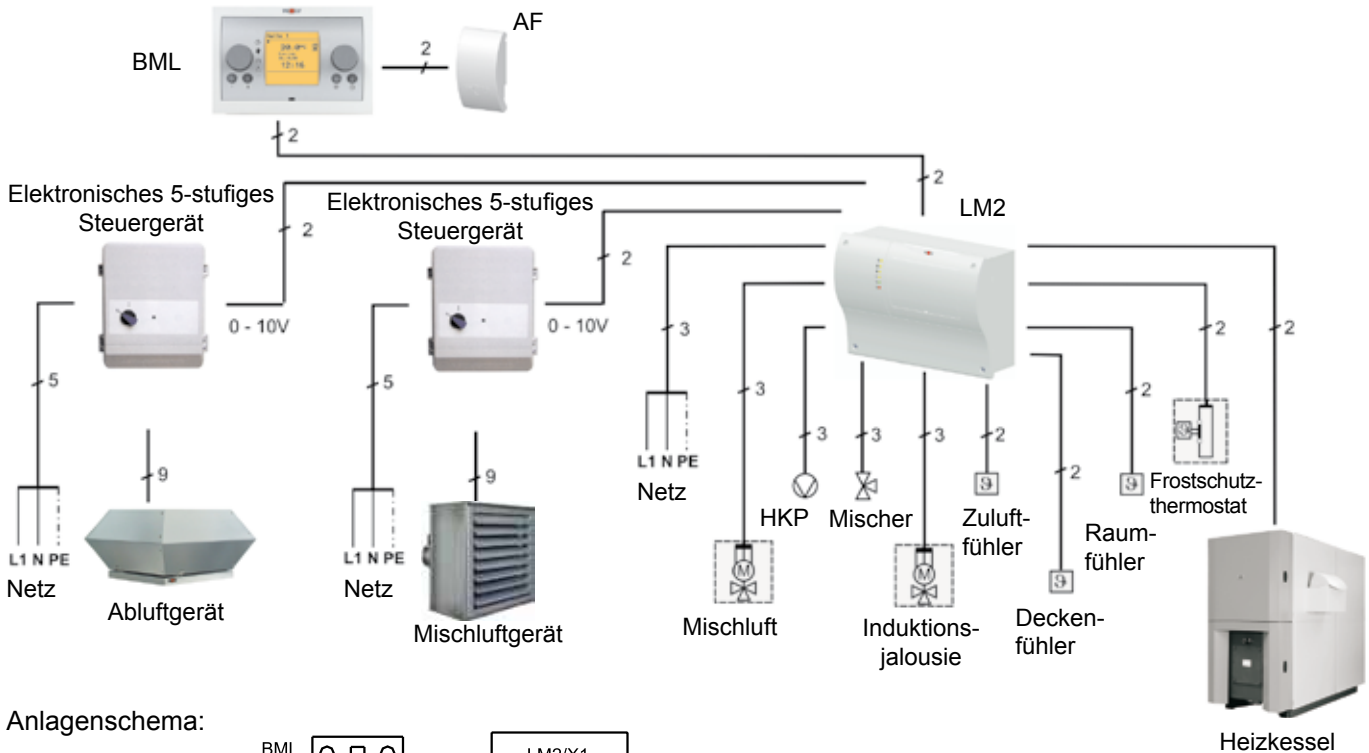 AF
BML
2
2
Elektronisches 5-stufiges
Steuergerät
Elektronisches 5-stufiges
Steuergerät
2
LM2
2
2
0 - 10V
0 - 10V
3
2
2
5
5
3
9
9
3
3
3
2
2
2
L1 N PE
Netz
HKP
Mischer
Zuluft-
fühler
Raum-
fühler
Frostschutz-
thermostat
L1 N PE
Netz
Abluftgerät
L1 N PE
Netz
Mischluftgerät
M
Mischluft
M
Induktions-
jalousie
Decken-
fühler
Heizkessel
Anlagenschema:
BML
LM2/X1